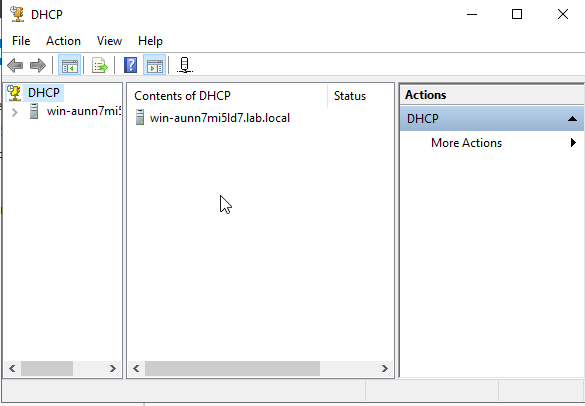 DHCP
File Action View Help
DHCP
win-aunn7mi5
Contents of DHCP Status
win-aunn7mi5ld7.lab.local
Actions
DHCP
More Actions